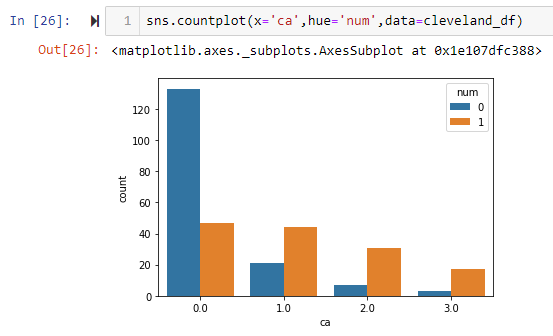 In [26]: 1 sns.countplot(x='ca',hue='num',data=cleveland_df)
Out[26]: <matplotlib.axes._subplots.AxesSubplot at 0x1e107dfc388>
num
0
1
120
100
80
60
40
20
0
count
0.0 1.0 2.0 3.0
ca